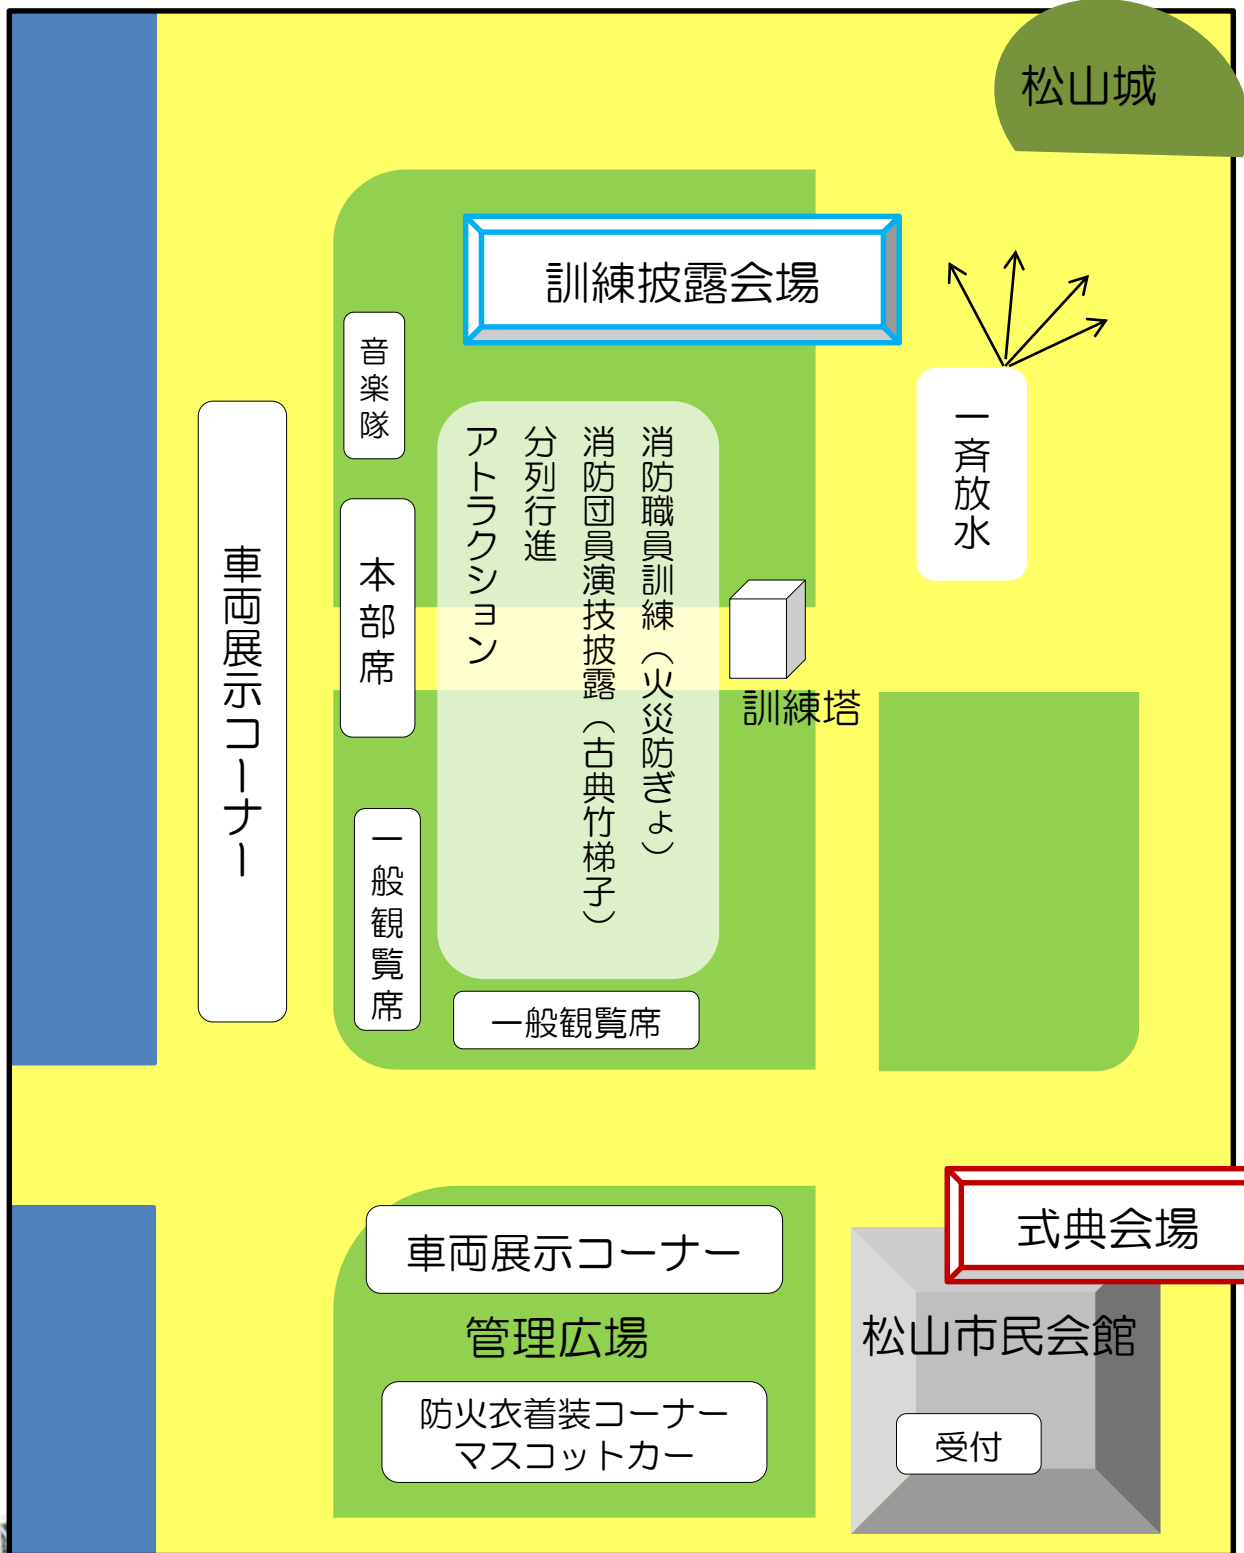 松山城
訓練披露会場
音楽隊
一斉放水
消防職員訓練（火災防ぎょ）
消防団員演技披露（古典竹梯子）
分列行進
アトラクション
本部席
車両展示コーナー
訓練塔
一般観覧席
一般観覧席
式典会場
車両展示コーナー
管理広場
松山市民会館
防火衣着装コーナー
マスコットカー
受付